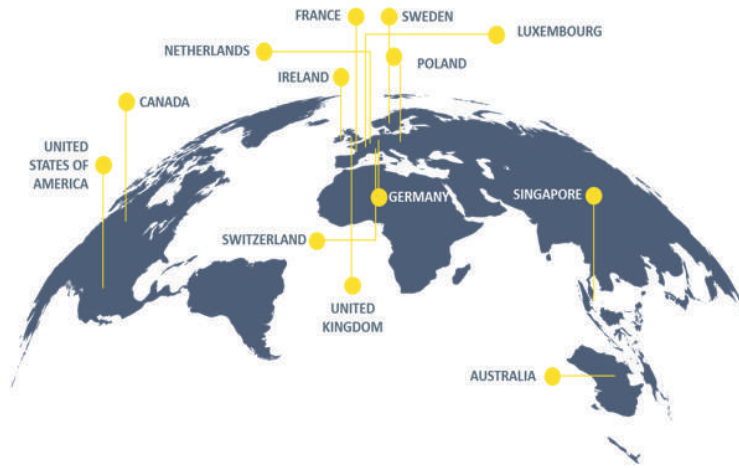 FRANCE
SWEDEN
LUXEMBOURG
NETHERLANDS
POLAND
IRELAND
CANADA
UNITED
STATES OF
AMERICA
GERMANY
SINGAPORE
SWITZERLAND
UNITED
KINGDOM
AUSTRALIA